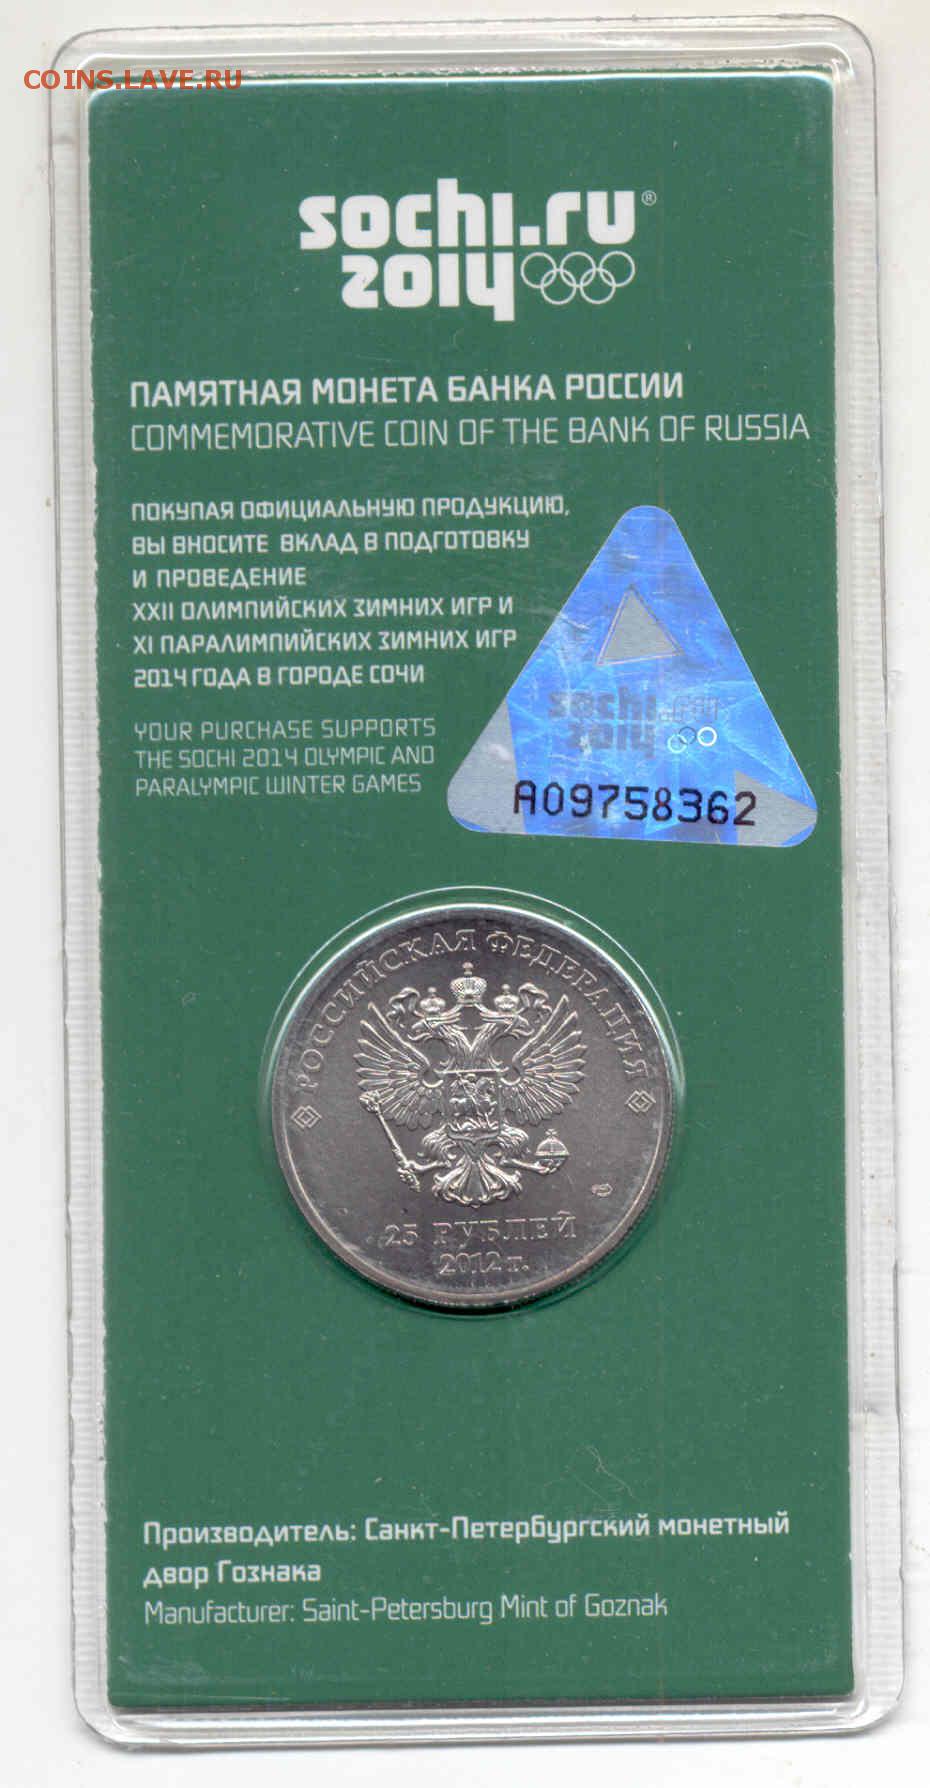 COINS.LAVE.RU
sochi.ru®
2014
ПАМЯТНАЯ МОНЕТА БАНКА РОССИИ
COMMEMORATIVE COIN OF THE BANK OF RUSSIA
ПОКУПАЯ ОФИЦИАЛЬНУЮ ПРОДУКЦИЮ,
ВЫ ВНОСИТЕ ВКЛАД В ПОДГОТОВКУ
И ПРОВЕДЕНИЕ
XXII ОЛИМПИЙСКИХ ЗИМНИХ ИГР И
XI ПАРАЛИМПИЙСКИХ ЗИМНИХ ИГР
2014 ГОДА В ГОРОДЕ СОЧИ
YOUR PURCHASE SUPPORTS
THE SOCHI 2014 OLYMPIC AND
PARALYMPIC WINTER GAMES
sochi
2014
A09758362
РОССИЙСКАЯ ФЕДЕРАЦИЯ
25 РУБЛЕЙ
2012 г.
Производитель: Санкт-Петербургский монетный
двор Гознака
Manufacturer: Saint-Petersburg Mint of Goznak